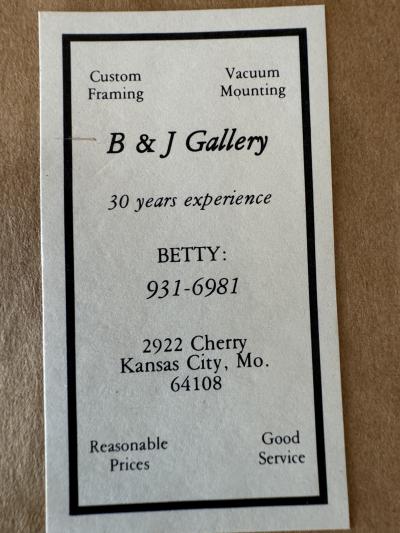 Custom Framing
Vacuum Mounting
B & J Gallery
30 years experience
BETTY:
931-6981
2922 Cherry
Kansas City, Mo.
64108
Reasonable Prices
Good Service